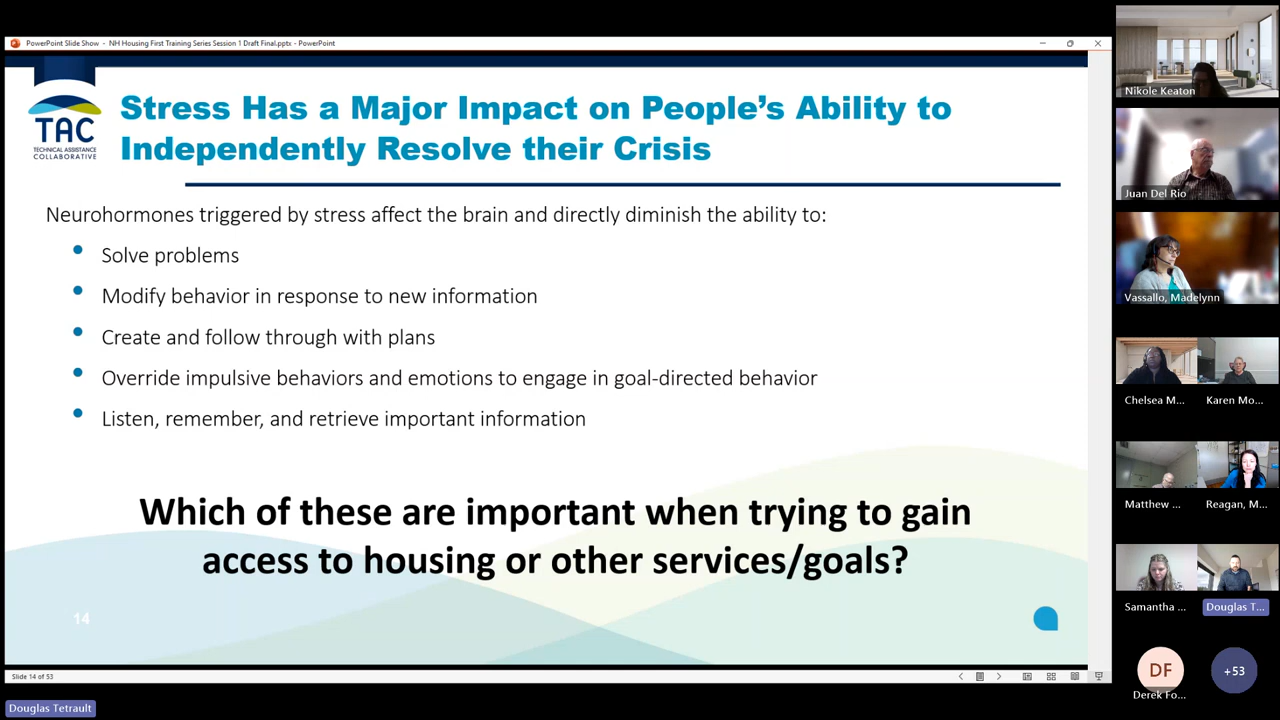 PowerPoint Slide Show - NH Housing First Training Series Session 1 Draft Final.pptx - PowerPoint
TAC
TECHNICAL ASSISTANCE
COLLABORATIVE
Stress Has a Major Impact on People's Ability to
Independently Resolve their Crisis
Neurohormones triggered by stress affect the brain and directly diminish the ability to:
• Solve problems
• Modify behavior in response to new information
• Create and follow through with plans
• Override impulsive behaviors and emotions to engage in goal-directed behavior
• Listen, remember, and retrieve important information
Which of these are important when trying to gain
access to housing or other services/goals?
14
Slide 14 of 53
Douglas Tetrault
Nikole Keaton
Juan Del Rio
Vassallo, Madelynn
Chelsea M...
Karen Mo...
Matthew ...
Reagan, M...
Samantha ...
Douglas T...
DF
Derek Fo...
+53